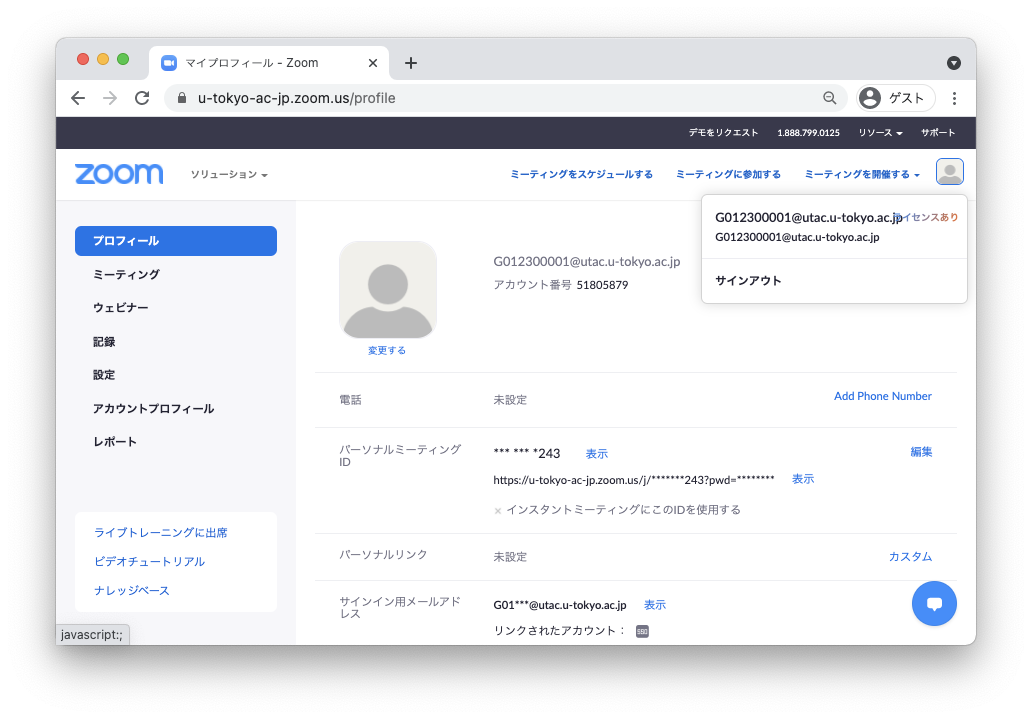 マイプロフィール - Zoom
u-tokyo-ac-jp.zoom.us/profile
ゲスト
デモをリクエスト 1.888.799.0125 リソース サポート
zoom ソリューション ミーティングをスケジュールする ミーティングに参加する ミーティングを開催する
G012300001@utac.u-tokyo.ac.jp イセンスあり
G012300001@utac.u-tokyo.ac.jp
サインアウト
プロフィール
ミーティング
ウェビナー
記録
設定
アカウントプロフィール
レポート
ライブトレーニングに出席
ビデオチュートリアル
ナレッジベース
G012300001@utac.u-tokyo.ac.jp
アカウント番号 51805879
変更する
電話 未設定 Add Phone Number
パーソナルミーティング
ID
*** *** *243 表示 編集
https://u-tokyo-ac-jp.zoom.us/j/*******243?pwd=******** 表示
× インスタントミーティングにこのIDを使用する
パーソナルリンク 未設定 カスタム
サインイン用メールアド
レス
G01***@utac.u-tokyo.ac.jp 表示
リンクされたアカウント： SSO
javascript:;